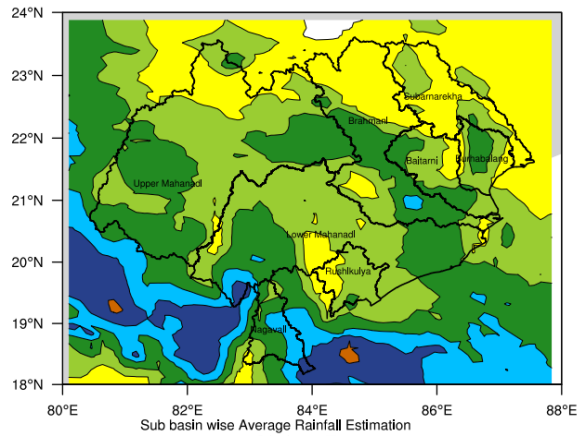 24°N
23°N
Subarnarekha
Brahmani
22°N
Baitarni
Burhabalang
Upper Mahanadi
21°N
Lower Mahanadi
20°N
Rushikulya
19°N
Nagavali
18°N
80°E
82°E
84°E
86°E
88°E
Sub basin wise Average Rainfall Estimation